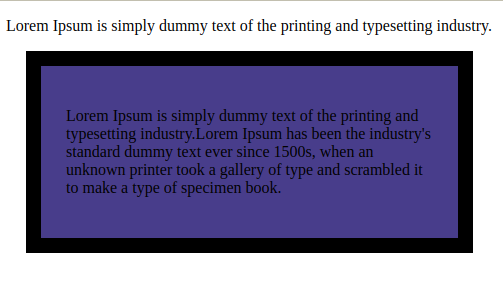 Lorem Ipsum is simply dummy text of the printing and typesetting industry.
Lorem Ipsum is simply dummy text of the printing and
typesetting industry.Lorem Ipsum has been the industry's
standard dummy text ever since 1500s, when an
unknown printer took a gallery of type and scrambled it
to make a type of specimen book.